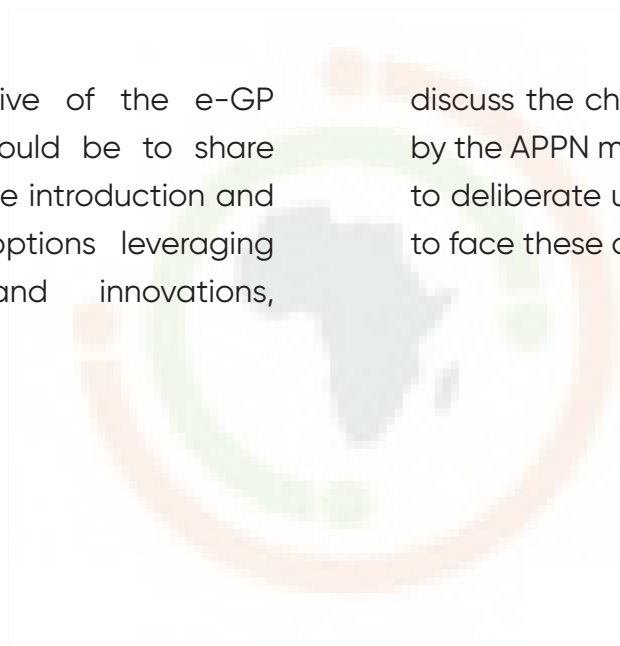 ive of the e-GP
ould be to share
e introduction and
options leveraging
and innovations,
discuss the ch
by the APPN m
to deliberate u
to face these